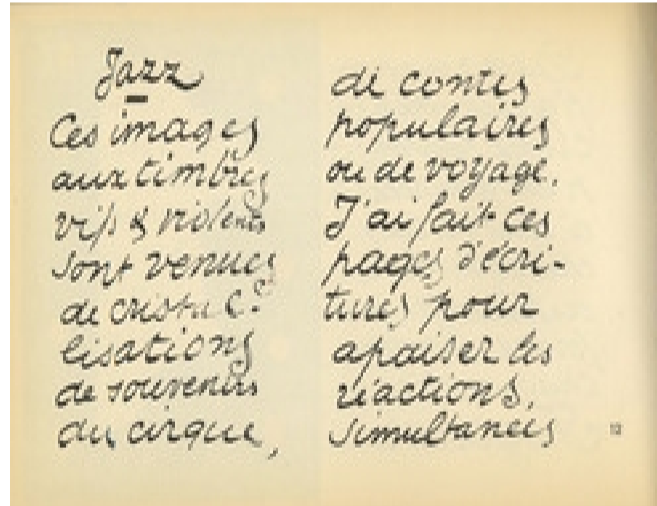 Jazz
Ces images
aux timbres
vifs & violents
sont venues
de cristal-
lisations
de souvenirs
du cirque,
de contes
populaires
ou de voyage.
J'ai fait ces
pages d'écri-
tures pour
apaiser les
réactions
simultanées